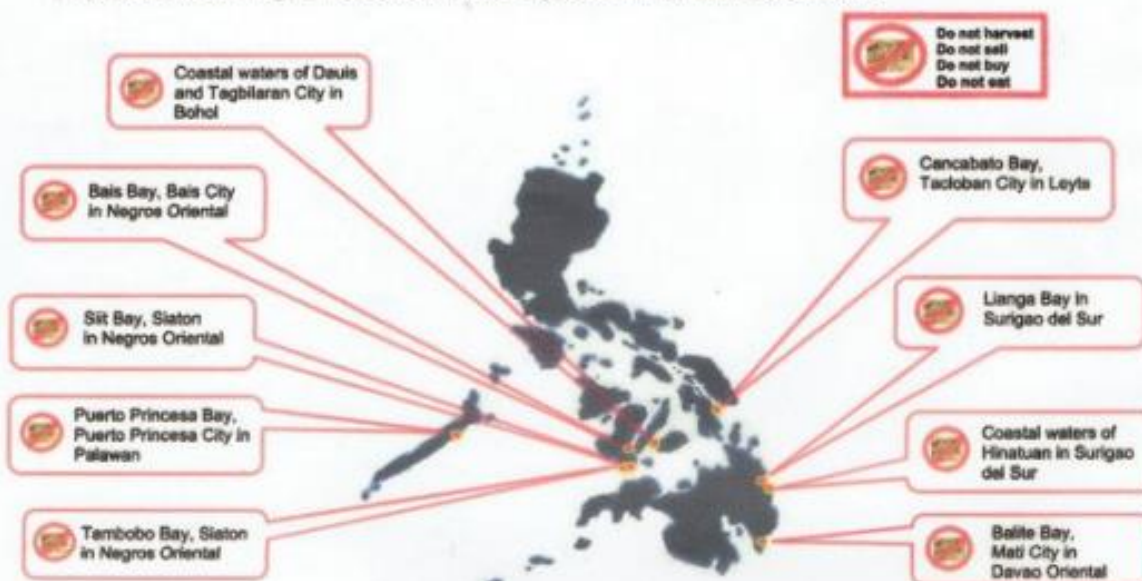 Do not harvest
Do not sell
Do not buy
Do not eat
Coastal waters of Dauis
and Tagbilaran City in
Bohol
Cancabato Bay,
Tacloban City in Leyte
Bais Bay, Bais City
in Negros Oriental
Lianga Bay in
Surigao del Sur
Siit Bay, Siaton
in Negros Oriental
Puerto Princesa Bay,
Puerto Princesa City in
Palawan
Coastal waters of
Hinatuan in Surigao
del Sur
Tambobo Bay, Siaton
in Negros Oriental
Balite Bay,
Mati City in
Davao Oriental